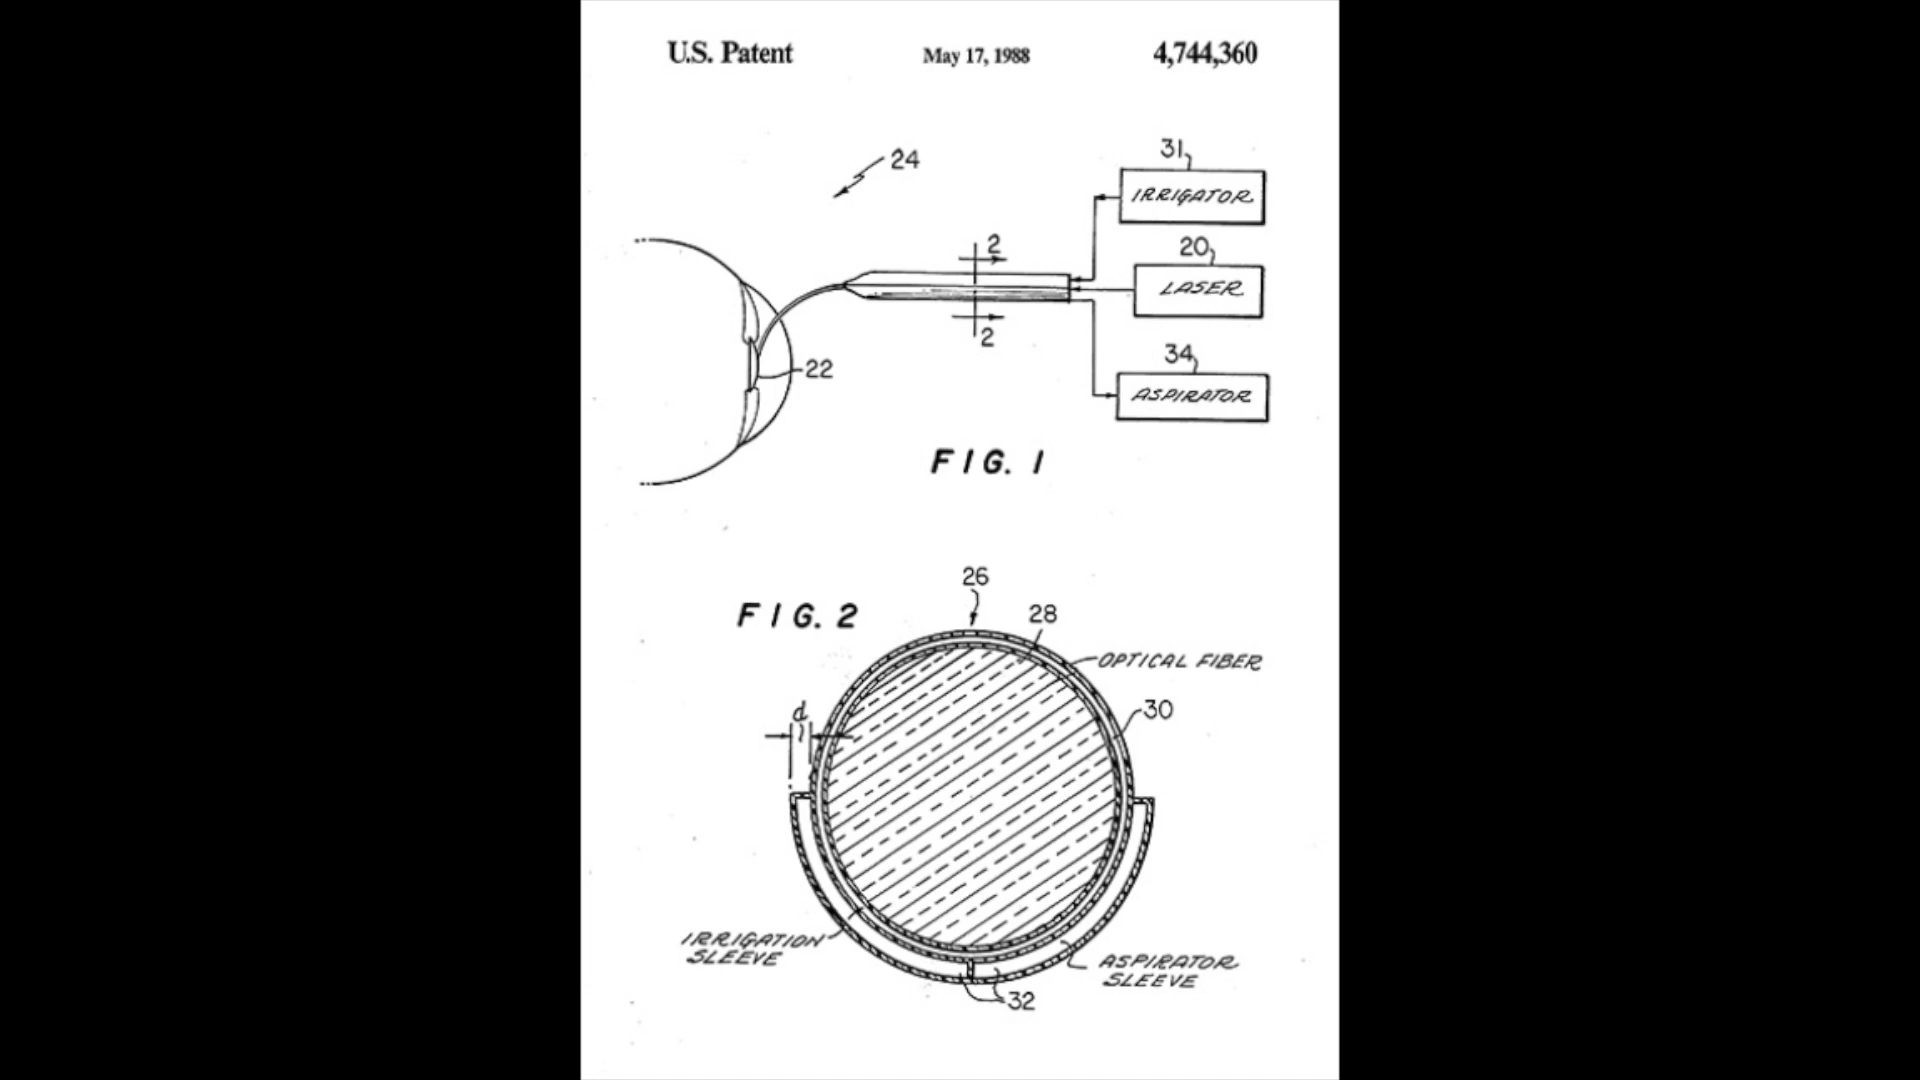 U.S. Patent May 17, 1988 4,744,360
24
31
IRRIGATOR
2
20
LASER
2
34
ASPIRATOR
22
FIG. 1
26
FIG. 2
28
OPTICAL FIBER
d
30
IRRIGATION
SLEEVE
ASPIRATOR
SLEEVE
32